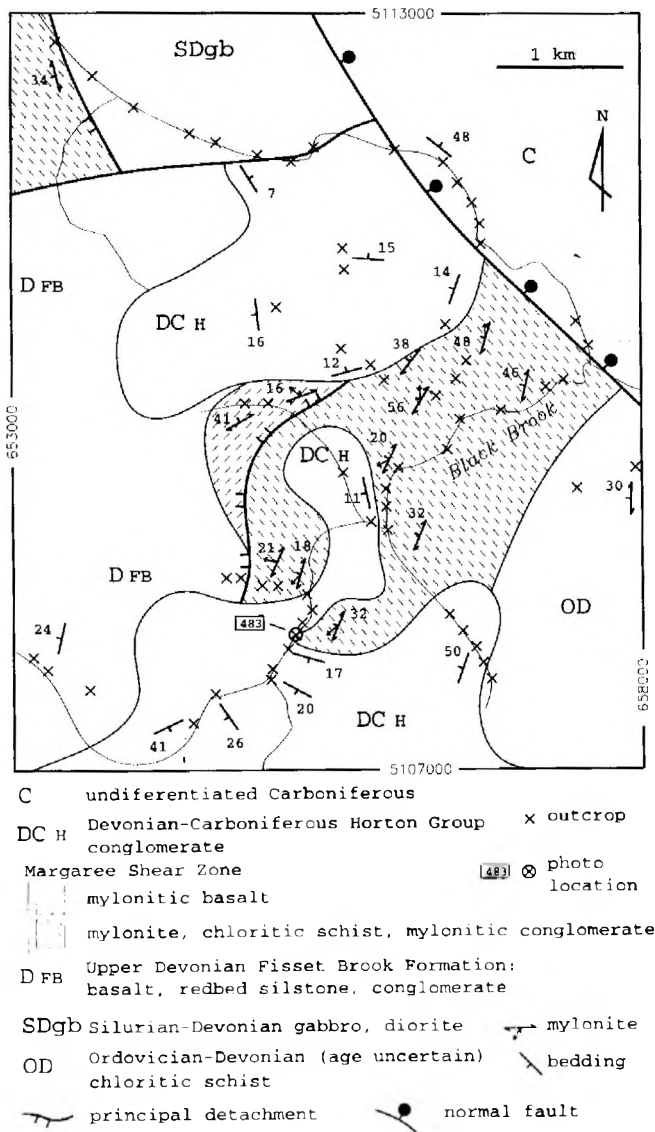 5113000
SDgb
1 km
34
48
N
C
7
15
D FB
14
DC H
16
38
48
12
46
16
56
41
Black Brook
653000
20
DC H
30
11
32
21
18
D FB
OD
483
32
24
50
17
658000
20
DC H
41
26
5107000
C undiferentiated Carboniferous
DC H Devonian-Carboniferous Horton Group conglomerate
× outcrop
Margaree Shear Zone
483 photo location
mylonitic basalt
mylonite, chloritic schist, mylonitic conglomerate
D FB Upper Devonian Fisset Brook Formation: basalt, redbed silstone, conglomerate
SDgb Silurian-Devonian gabbro, diorite
mylonite
OD Ordovician-Devonian (age uncertain) chloritic schist
bedding
principal detachment
normal fault